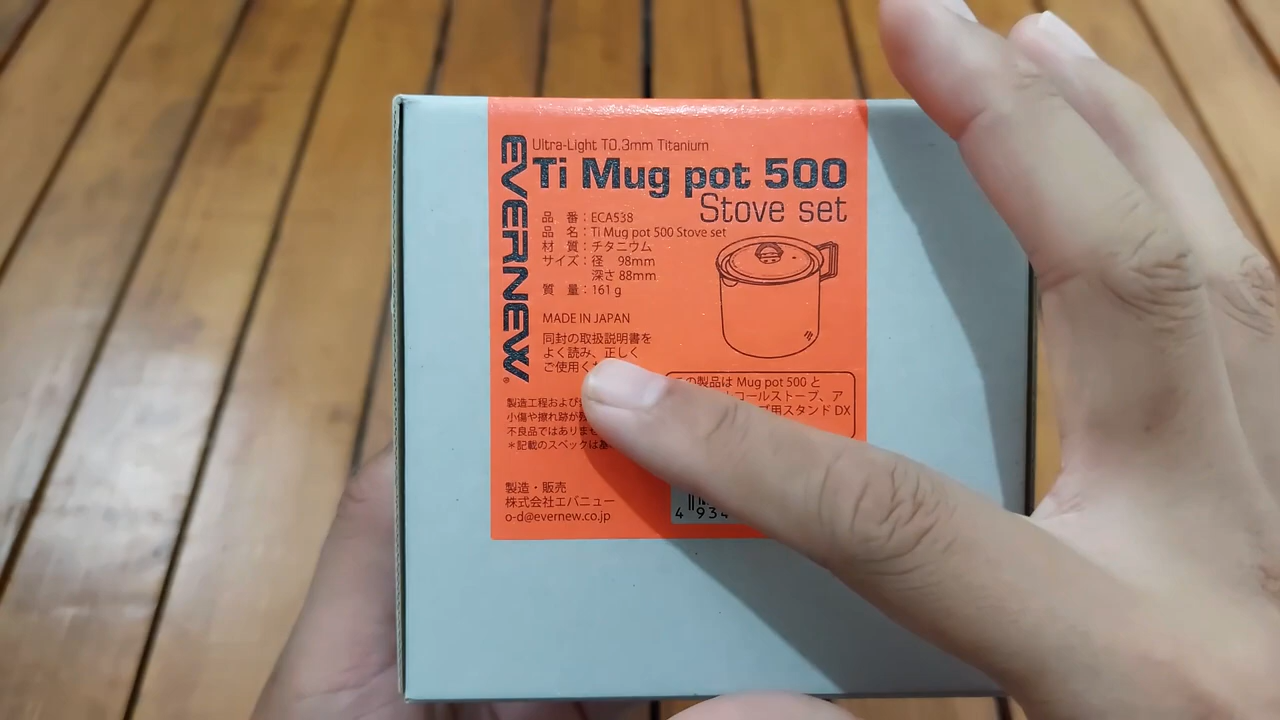 EVERNEW
Ultra-Light T0.3mm Titanium
Ti Mug pot 500
Stove set
品 番：ECA538
品 名：Ti Mug pot 500 Stove set
材 質：チタニウム
サイズ：径 98mm
深さ 88mm
質 量：161 g
MADE IN JAPAN
同封の取扱説明書を
よく読み、正しく
ご使用く
この製品は Mug pot 500 と
コールストーブ、ア
用スタンド DX
製造工程および
小傷や擦れ跡が
不良品ではありませ
＊記載のスペックは
製造・販売
株式会社エバニュー
o-d@evernew.co.jp
4 934